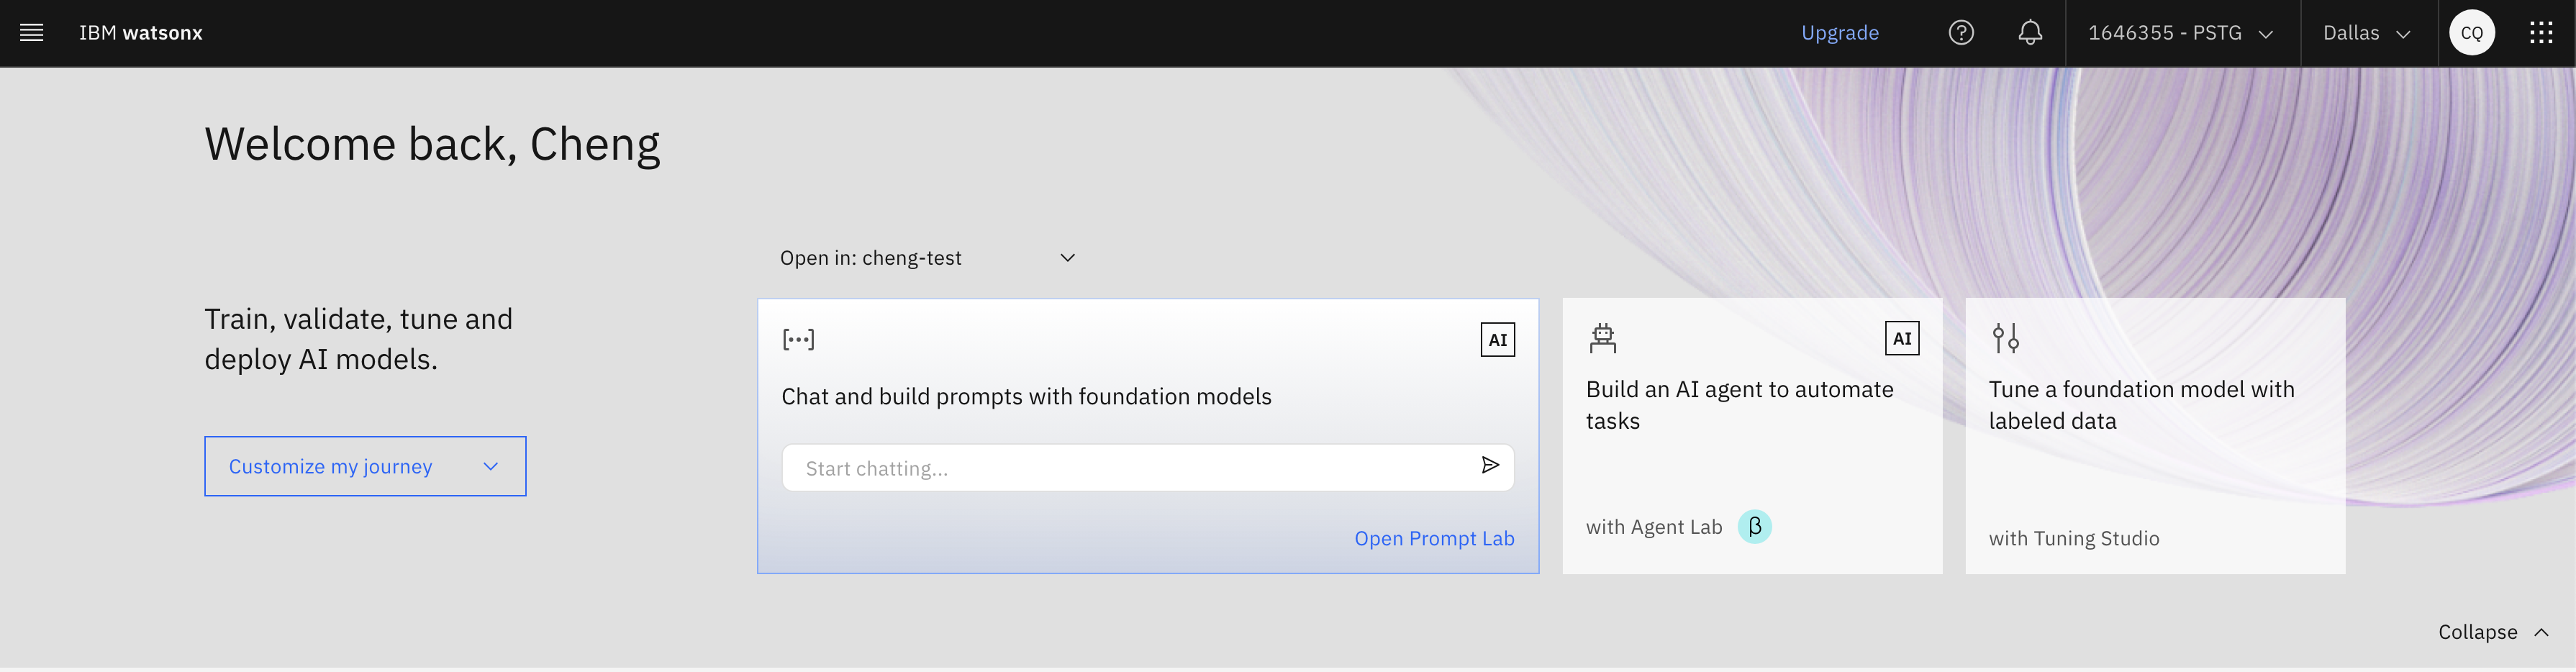 IBM watsonx
Upgrade
1646355 - PSTG
Dallas
CQ
Welcome back, Cheng
Train, validate, tune and
deploy AI models.
Customize my journey
Open in: cheng-test
AI
Chat and build prompts with foundation models
Start chatting...
Open Prompt Lab
AI
Build an AI agent to automate
tasks
with Agent Lab β
Tune a foundation model with
labeled data
with Tuning Studio
Collapse